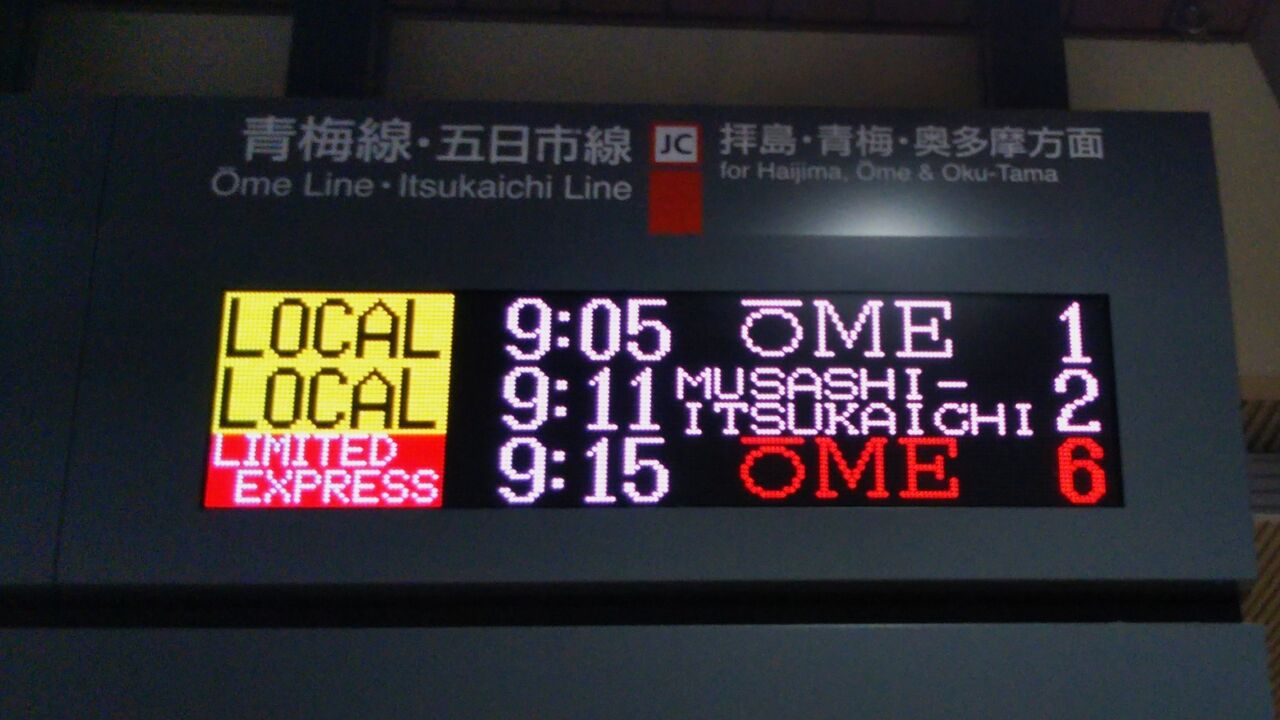 青梅線・五日市線 JC 拝島・青梅・奥多摩方面
Ōme Line・Itsukaichi Line for Haijima, Ōme & Oku-Tama
LOCAL 9:05 ŌME 1
LOCAL 9:11 MUSASHI-ITSUKAICHI 2
LIMITED EXPRESS 9:15 ŌME 6